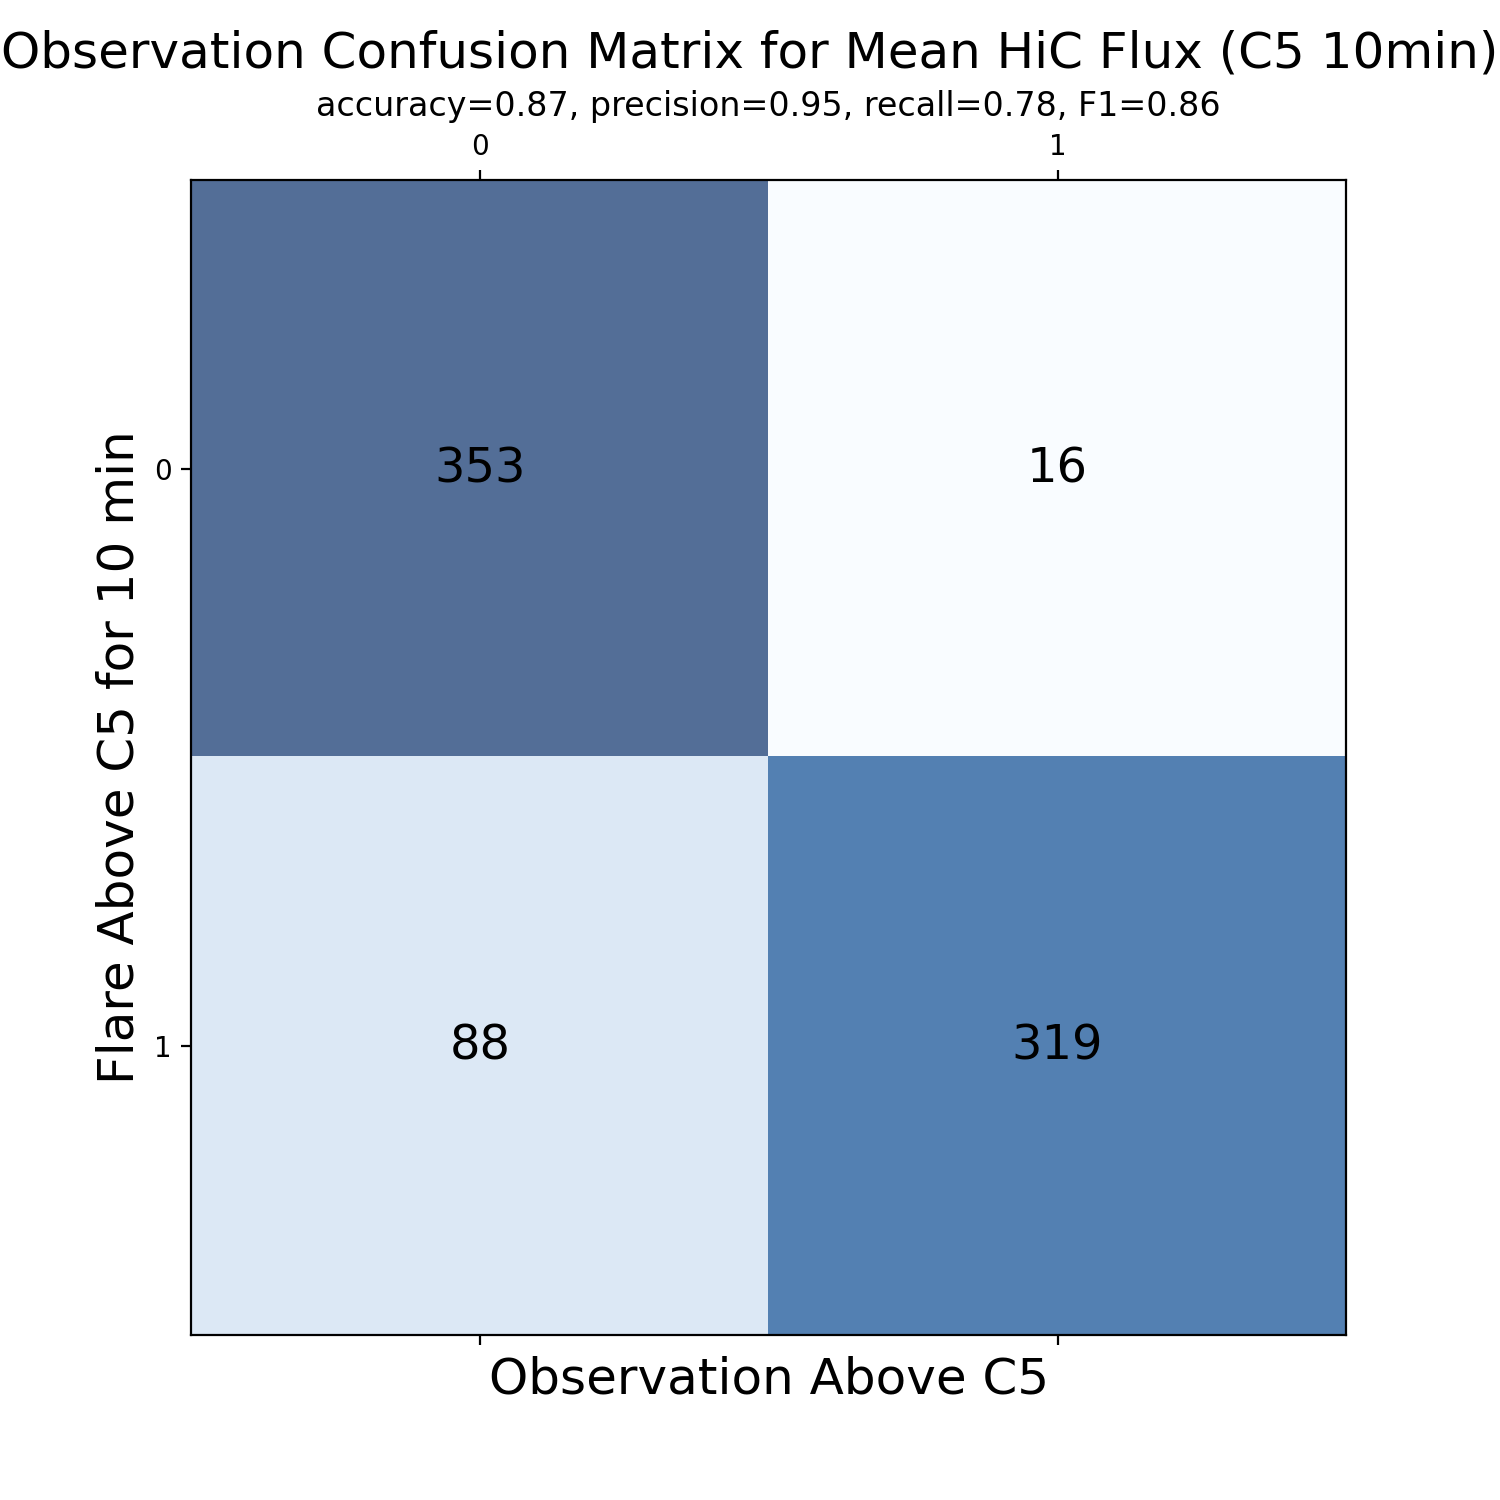 Observation Confusion Matrix for Mean HiC Flux (C5 10min)
accuracy=0.87, precision=0.95, recall=0.78, F1=0.86
0 1
Flare Above C5 for 10 min
0 353 16
1 88 319
Observation Above C5